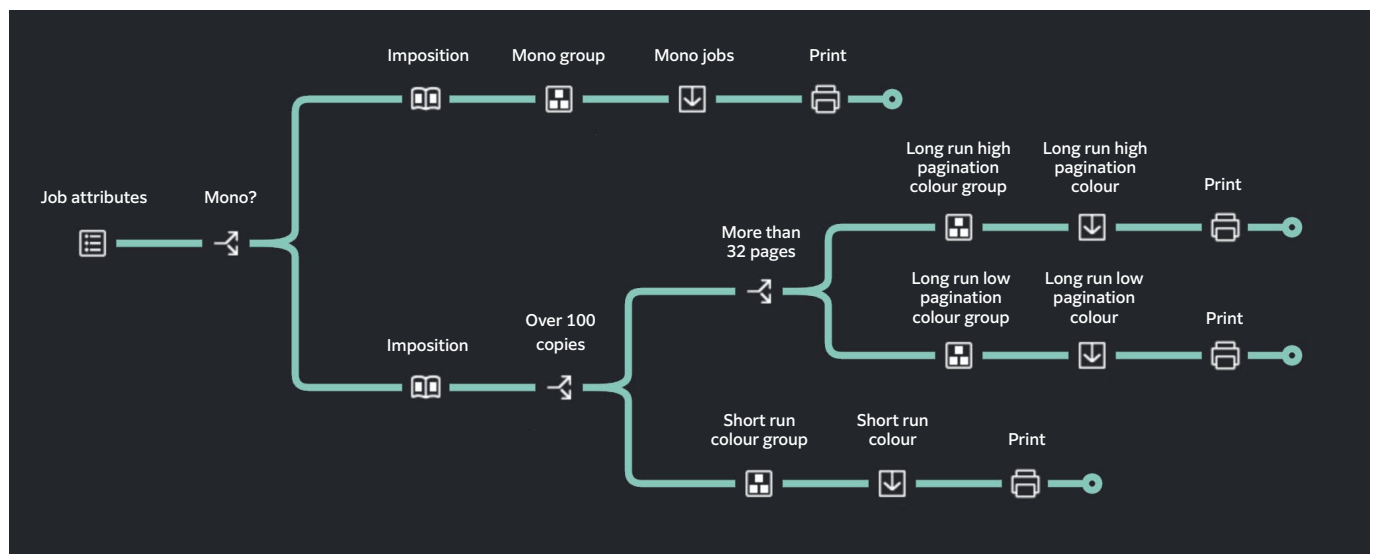 Imposition
Mono group
Mono jobs
Print
Job attributes
Mono?
Long run high
pagination
colour group
Long run high
pagination
colour
Print
More than
32 pages
Long run low
pagination
colour group
Long run low
pagination
colour
Print
Imposition
Over 100
copies
Short run
colour group
Short run
colour
Print